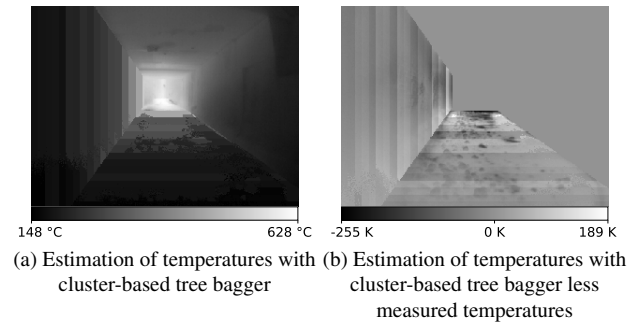 148 °C 628 °C
-255 K 0 K 189 K
(a) Estimation of temperatures with
cluster-based tree bagger
(b) Estimation of temperatures with
cluster-based tree bagger less
measured temperatures